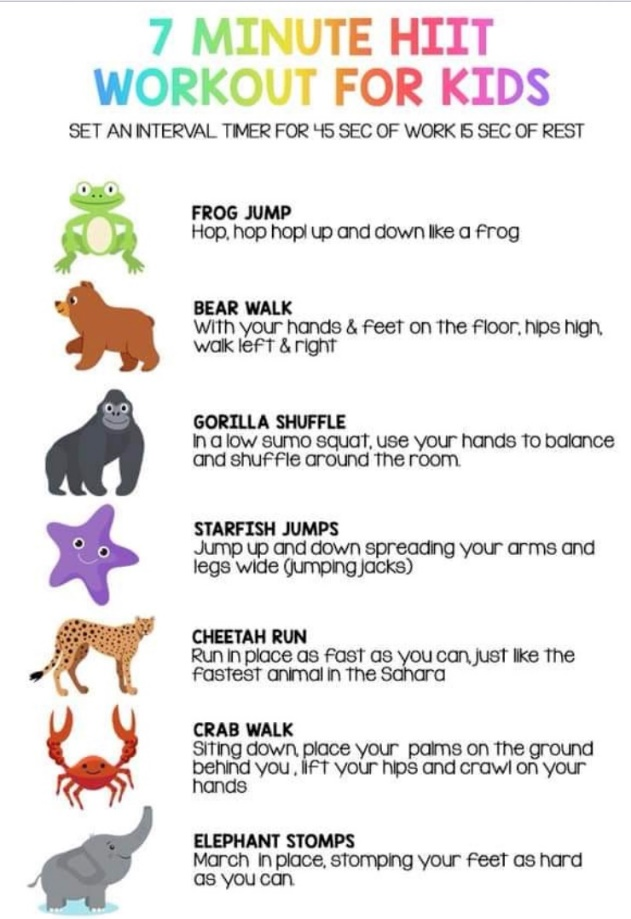 7 MINUTE HIIT
WORKOUT FOR KIDS
SET AN INTERVAL TIMER FOR 45 SEC OF WORK 15 SEC OF REST
FROG JUMP
Hop, hop hop! up and down like a frog
BEAR WALK
With your hands & feet on the floor, hips high,
walk left & right
GORILLA SHUFFLE
In a low sumo squat, use your hands to balance
and shuffle around the room.
STARFISH JUMPS
Jump up and down spreading your arms and
legs wide (jumping jacks)
CHEETAH RUN
Run in place as fast as you can, just like the
fastest animal in the Sahara
CRAB WALK
Siting down, place your palms on the ground
behind you , lift your hips and crawl on your
hands
ELEPHANT STOMPS
March in place, stomping your feet as hard
as you can.